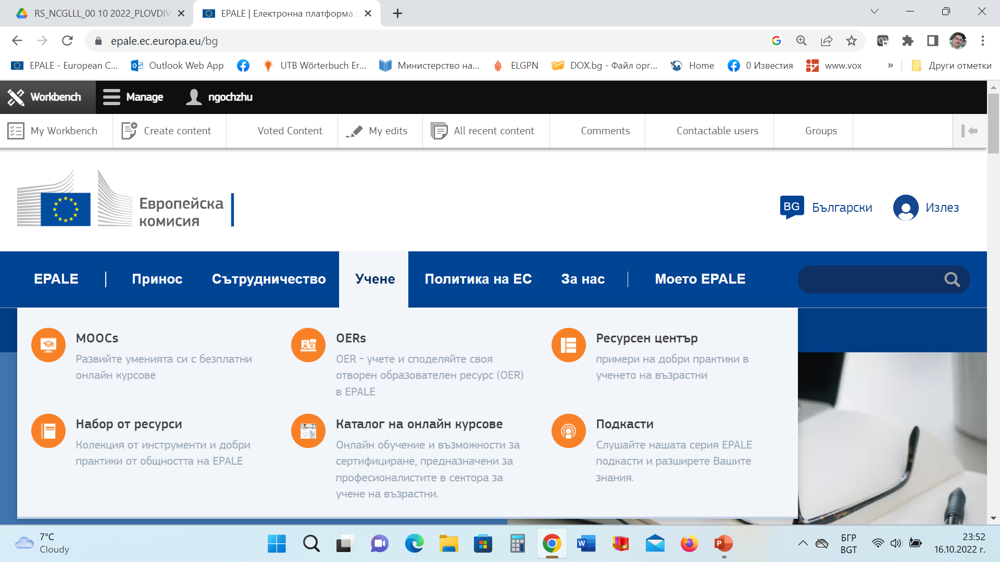 RS_NCGLLL_00 10 2022_PLOVDIV
EPALE | Електронна платформа
epale.ec.europa.eu/bg
EPALE - European C...
Outlook Web App
UTB Wörterbuch Er...
Министерство на...
ELGPN
DOX.bg - Файл орг...
Home
0 Известия
www.vox
»
Други отметки
Workbench
Manage
ngochzhu
My Workbench
Create content
Voted Content
My edits
All recent content
Comments
Contactable users
Groups
Европейска
комисия
BG Български
Излез
EPALE
Принос
Сътрудничество
Учене
Политика на ЕС
За нас
Моето EPALE
MOOCs
Развийте уменията си с безплатни
онлайн курсове
OERs
OER - учете и споделяйте своя
отворен образователен ресурс (OER)
в EPALE
Ресурсен център
примери на добри практики в
ученето на възрастни
Набор от ресурси
Колекция от инструменти и добри
практики от общността на EPALE
Каталог на онлайн курсове
Онлайн обучение и възможности за
сертифициране, предназначени за
професионалистите в сектора за
учене на възрастни.
Подкасти
Слушайте нашата серия EPALE
подкасти и разширете Вашите
знания.
7°C
Cloudy
БГР
BGT
23:52
16.10.2022 г.